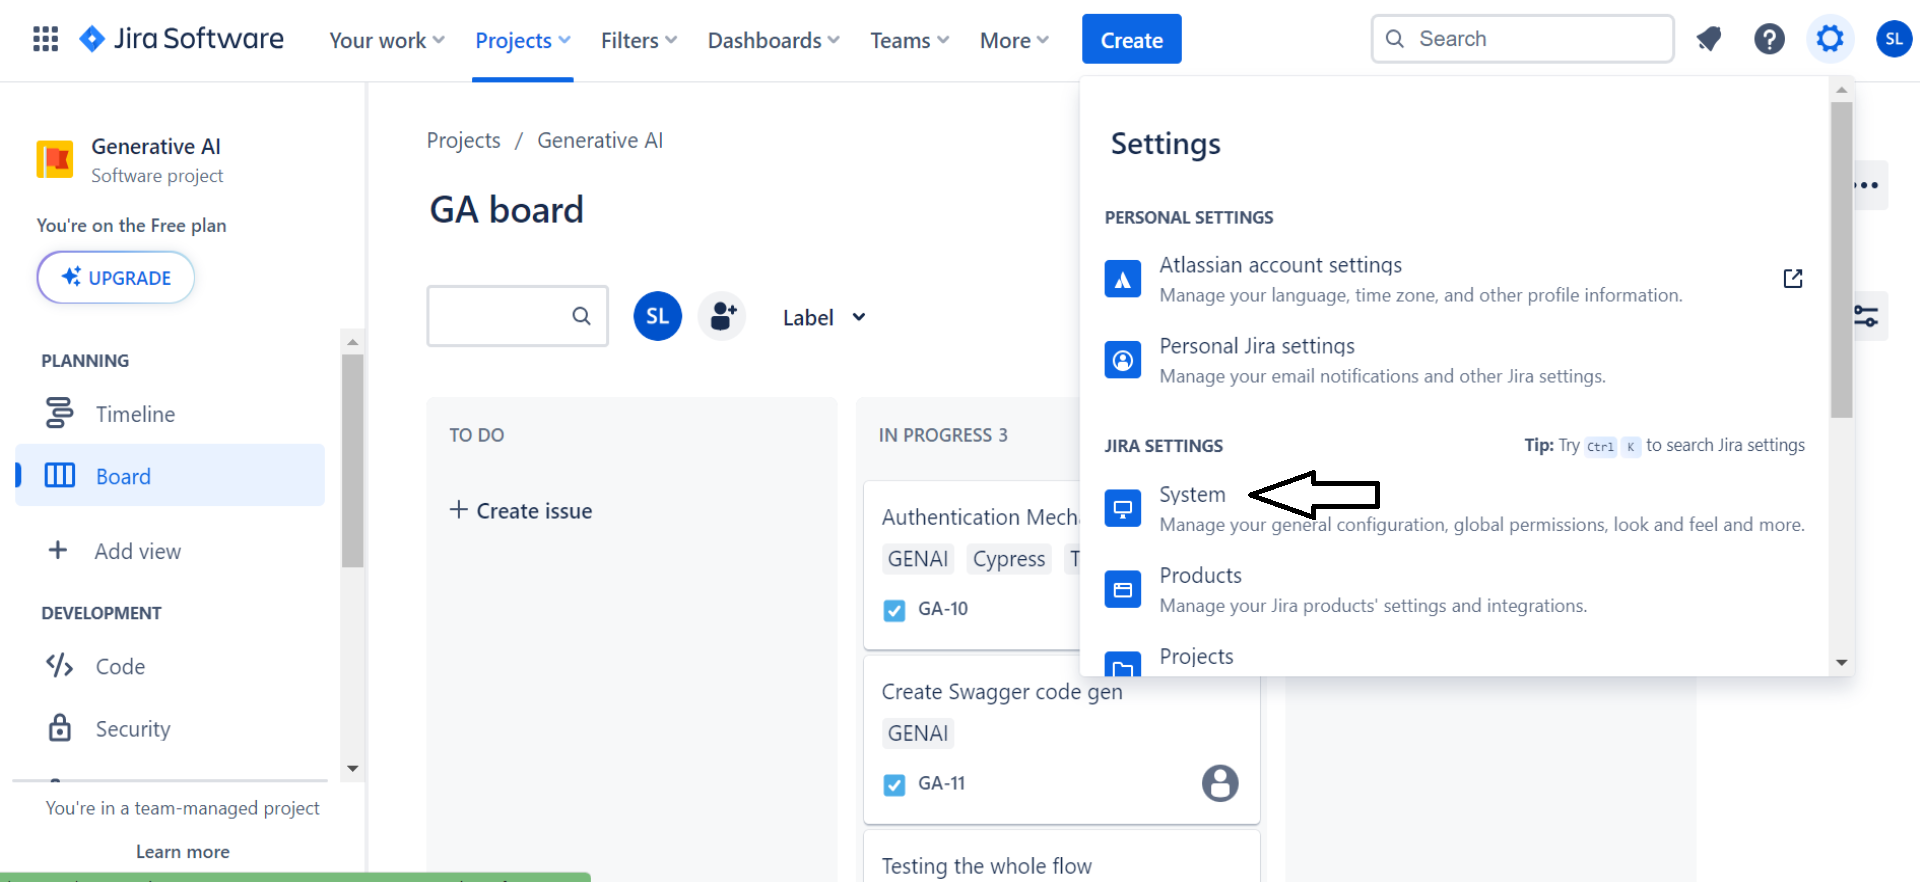 Jira Software
Your work
Projects
Filters
Dashboards
Teams
More
Create
Search
SL
Generative AI
Software project
You're on the Free plan
UPGRADE
PLANNING
Timeline
Board
Add view
DEVELOPMENT
Code
Security
You're in a team-managed project
Learn more
Projects / Generative AI
GA board
SL
Label
TO DO
+ Create issue
IN PROGRESS 3
Authentication Mech
GENAI Cypress T
GA-10
Create Swagger code gen
GENAI
GA-11
Testing the whole flow
Settings
PERSONAL SETTINGS
Atlassian account settings
Manage your language, time zone, and other profile information.
Personal Jira settings
Manage your email notifications and other Jira settings.
JIRA SETTINGS
Tip: Try Ctrl K to search Jira settings
System
Manage your general configuration, global permissions, look and feel and more.
Products
Manage your Jira products' settings and integrations.
Projects